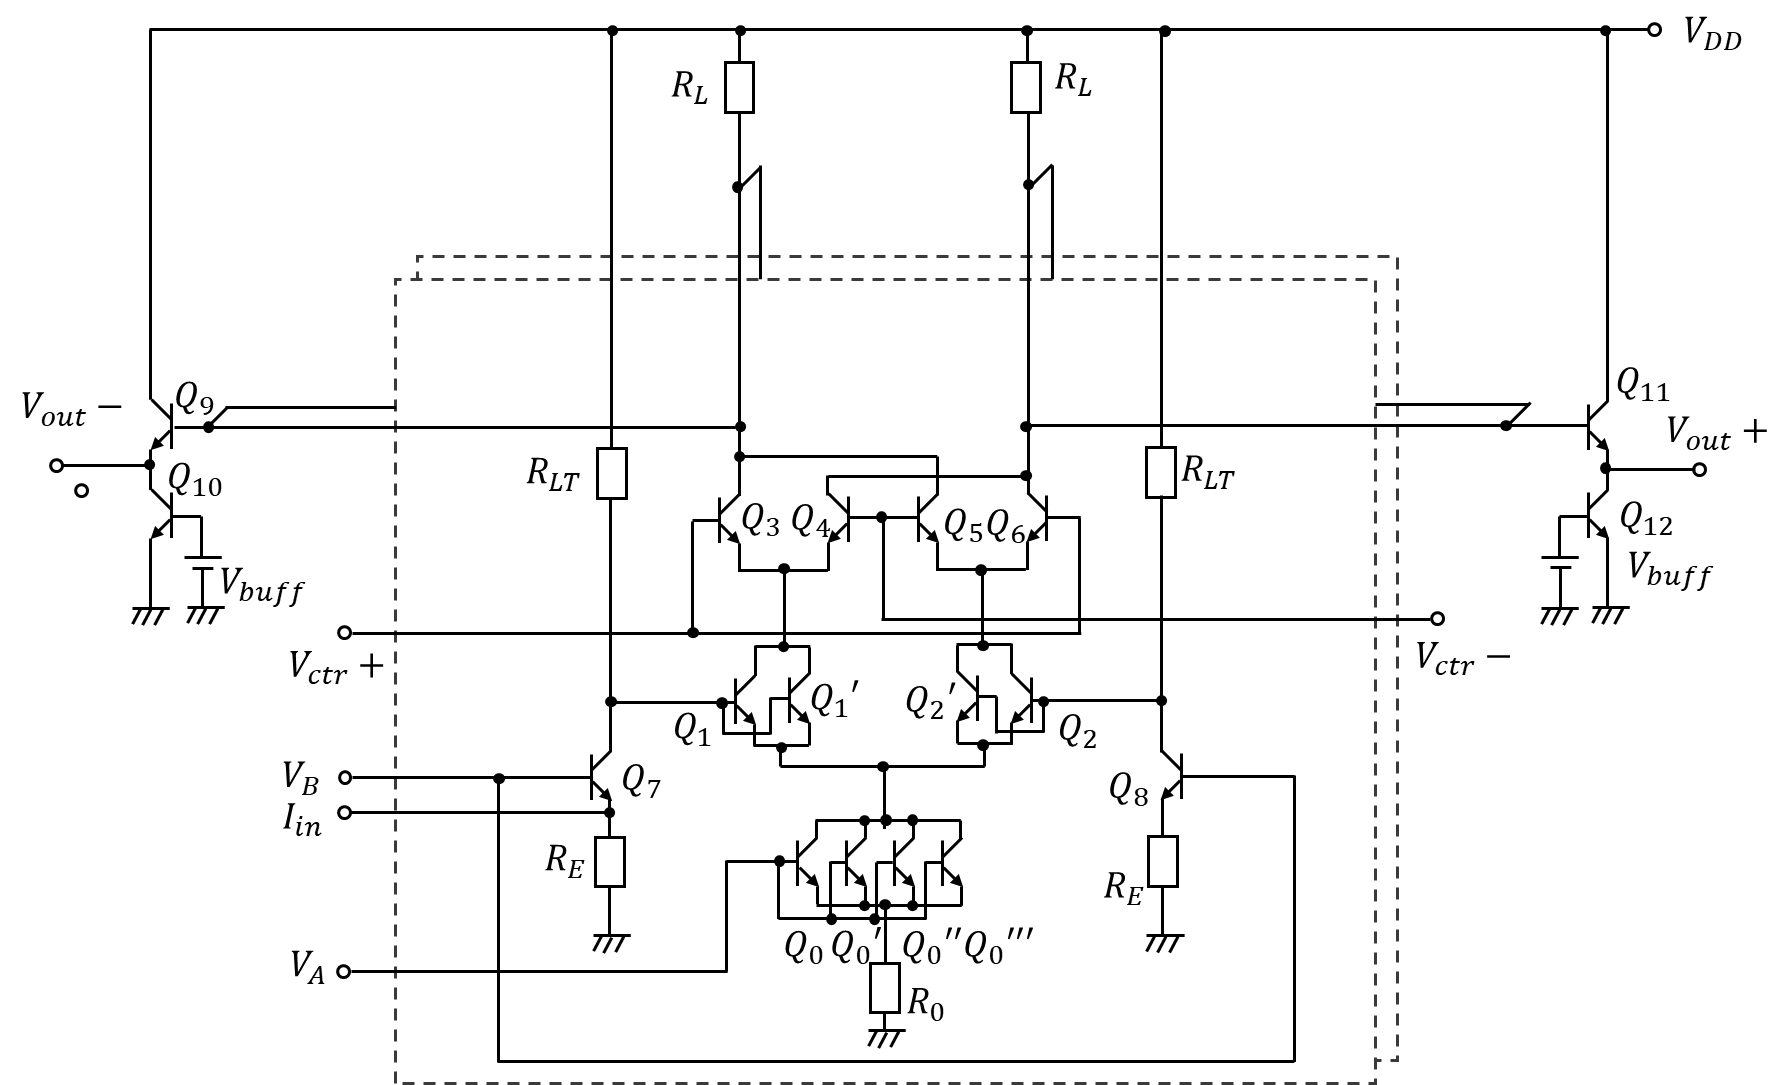 V_DD
R_L
R_L
Q_9
Q_11
V_out −
V_out +
R_LT
R_LT
Q_10
Q_3
Q_4
Q_5
Q_6
Q_12
V_buff
V_buff
V_ctr +
V_ctr −
Q_1
Q_1′
Q_2′
Q_2
V_B
Q_7
Q_8
I_in
R_E
R_E
Q_0 Q_0′ Q_0″ Q_0‴
V_A
R_0